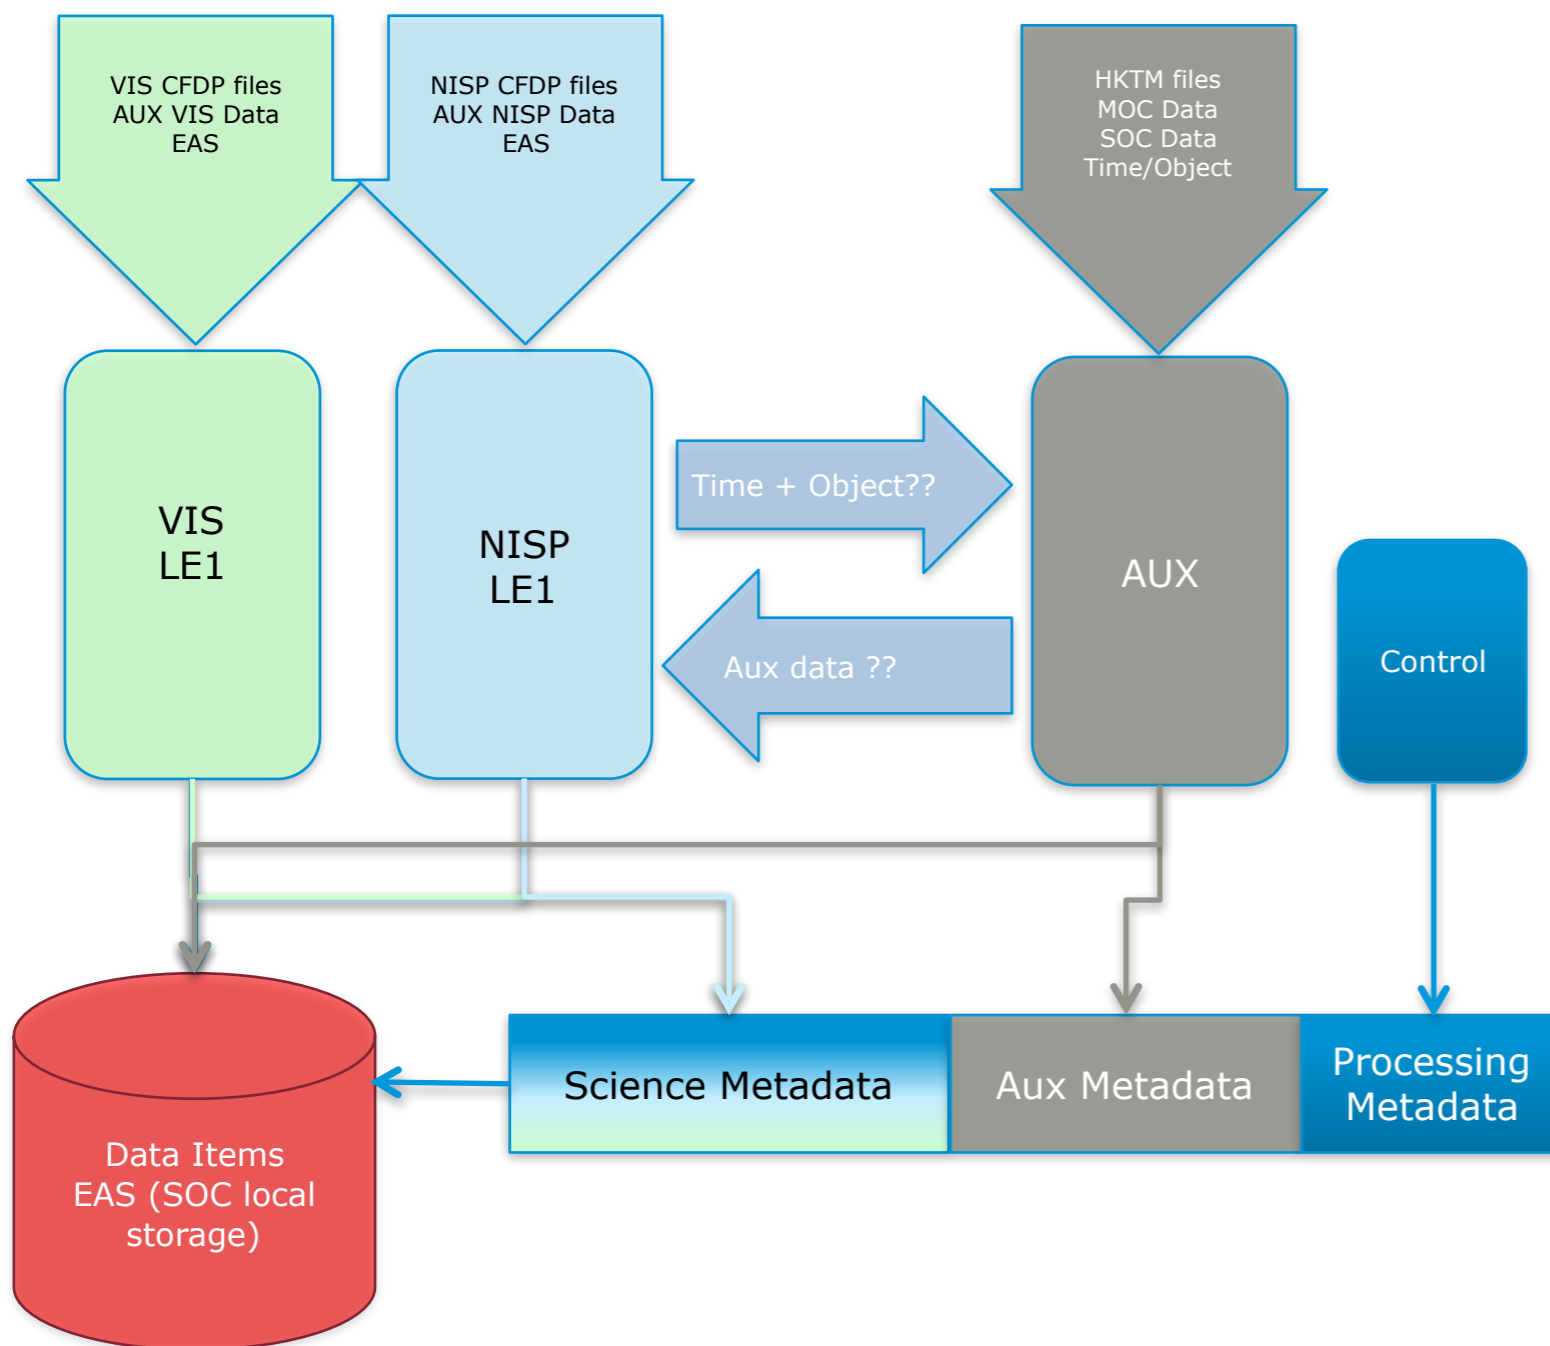 VIS CFDP files
AUX VIS Data
EAS
NISP CFDP files
AUX NISP Data
EAS
HKTM files
MOC Data
SOC Data
Time/Object
VIS
LE1
NISP
LE1
Time + Object??
Aux data ??
AUX
Control
Science Metadata
Aux Metadata
Processing
Metadata
Data Items
EAS (SOC local
storage)